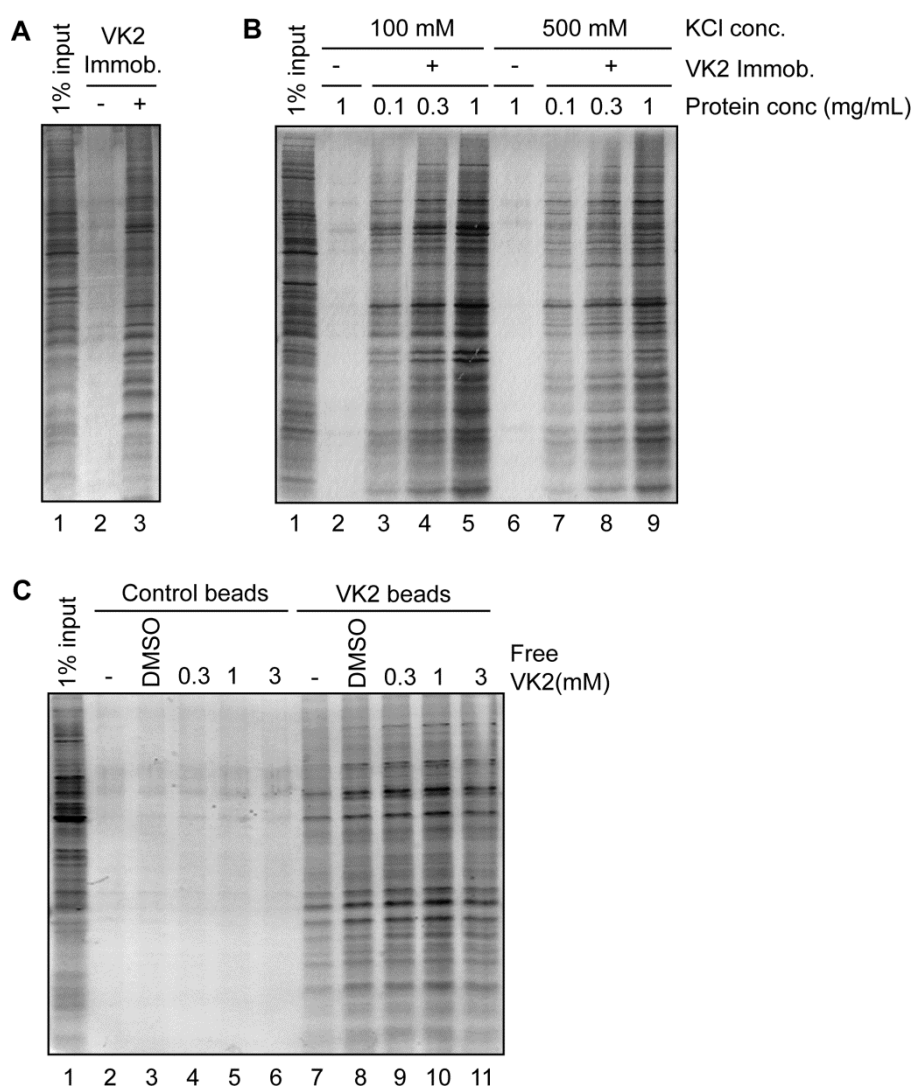 A
1% input
VK2
Immob.
- +
1 2 3
B
1% input
100 mM 500 mM KCl conc.
- + - + VK2 Immob.
1 0.1 0.3 1 1 0.1 0.3 1 Protein conc (mg/mL)
1 2 3 4 5 6 7 8 9
C
1% input
Control beads VK2 beads
- DMSO 0.3 1 3 - DMSO 0.3 1 3 Free
VK2(mM)
1 2 3 4 5 6 7 8 9 10 11